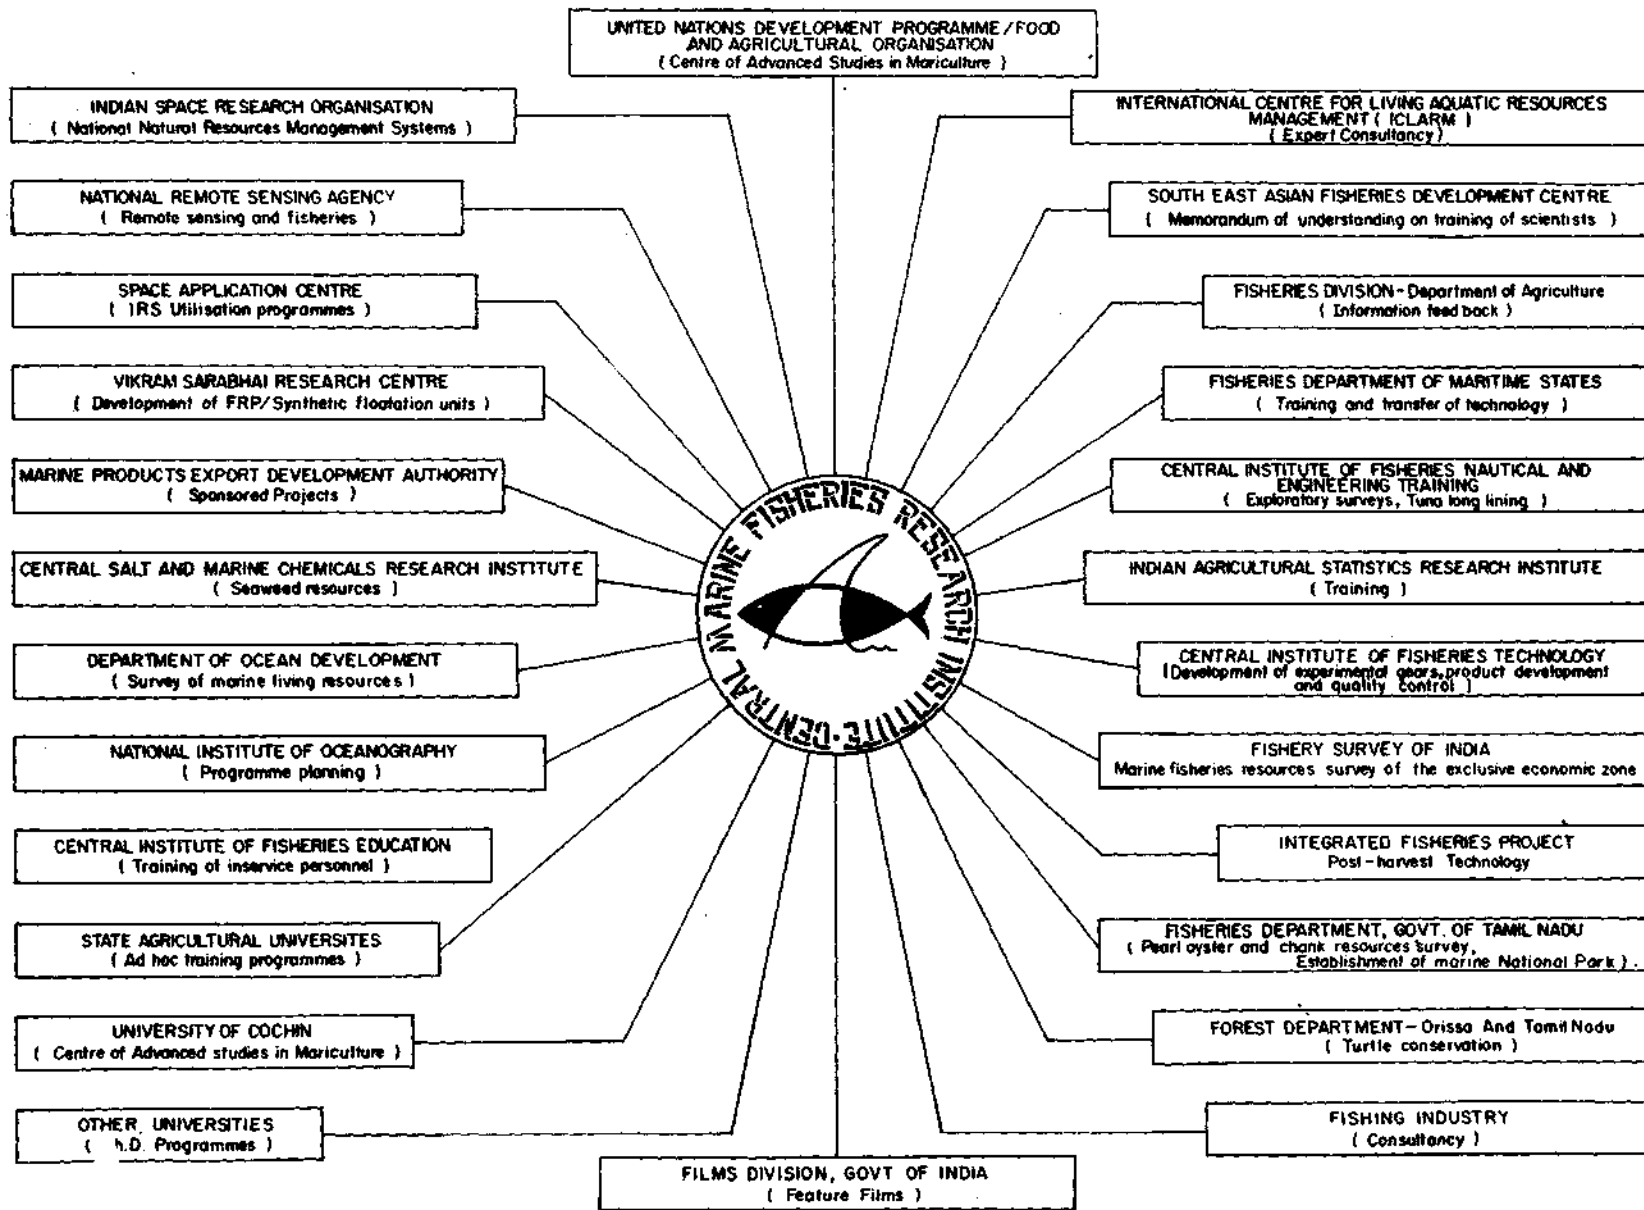 UNITED NATIONS DEVELOPMENT PROGRAMME/FOOD
AND AGRICULTURAL ORGANISATION
( Centre of Advanced Studies in Mariculture )
INDIAN SPACE RESEARCH ORGANISATION
( National Natural Resources Management Systems )
NATIONAL REMOTE SENSING AGENCY
( Remote sensing and fisheries )
SPACE APPLICATION CENTRE
( IRS Utilisation programmes )
VIKRAM SARABHAI RESEARCH CENTRE
( Development of FRP/Synthetic floatation units )
MARINE PRODUCTS EXPORT DEVELOPMENT AUTHORITY
( Sponsored Projects )
CENTRAL SALT AND MARINE CHEMICALS RESEARCH INSTITUTE
( Seaweed resources )
DEPARTMENT OF OCEAN DEVELOPMENT
( Survey of marine living resources )
NATIONAL INSTITUTE OF OCEANOGRAPHY
( Programme planning )
CENTRAL INSTITUTE OF FISHERIES EDUCATION
( Training of inservice personnel )
STATE AGRICULTURAL UNIVERSITES
( Ad hoc training programmes )
UNIVERSITY OF COCHIN
( Centre of Advanced studies in Mariculture )
OTHER UNIVERSITIES
( h.D. Programmes )
CENTRAL MARINE FISHERIES RESEARCH INSTITUTE
INTERNATIONAL CENTRE FOR LIVING AQUATIC RESOURCES
MANAGEMENT ( ICLARM )
( Expert Consultancy)
SOUTH EAST ASIAN FISHERIES DEVELOPMENT CENTRE
( Memorandum of understanding on training of scientists )
FISHERIES DIVISION-Department of Agriculture
( Information feed back )
FISHERIES DEPARTMENT OF MARITIME STATES
( Training and transfer of technology )
CENTRAL INSTITUTE OF FISHERIES NAUTICAL AND
ENGINEERING TRAINING
( Exploratory surveys, Tuna long lining )
INDIAN AGRICULTURAL STATISTICS RESEARCH INSTITUTE
( Training )
CENTRAL INSTITUTE OF FISHERIES TECHNOLOGY
(Development of experimental gears,product development
and quality control )
FISHERY SURVEY OF INDIA
Marine fisheries resources survey of the exclusive economic zone
INTEGRATED FISHERIES PROJECT
Post-harvest Technology
FISHERIES DEPARTMENT, GOVT. OF TAMIL NADU
( Pearl oyster and chank resources survey,
Establishment of marine National Park ) .
FOREST DEPARTMENT-Orissa And Tamil Nadu
( Turtle conservation )
FISHING INDUSTRY
( Consultancy )
FILMS DIVISION, GOVT OF INDIA
( Feature Films )